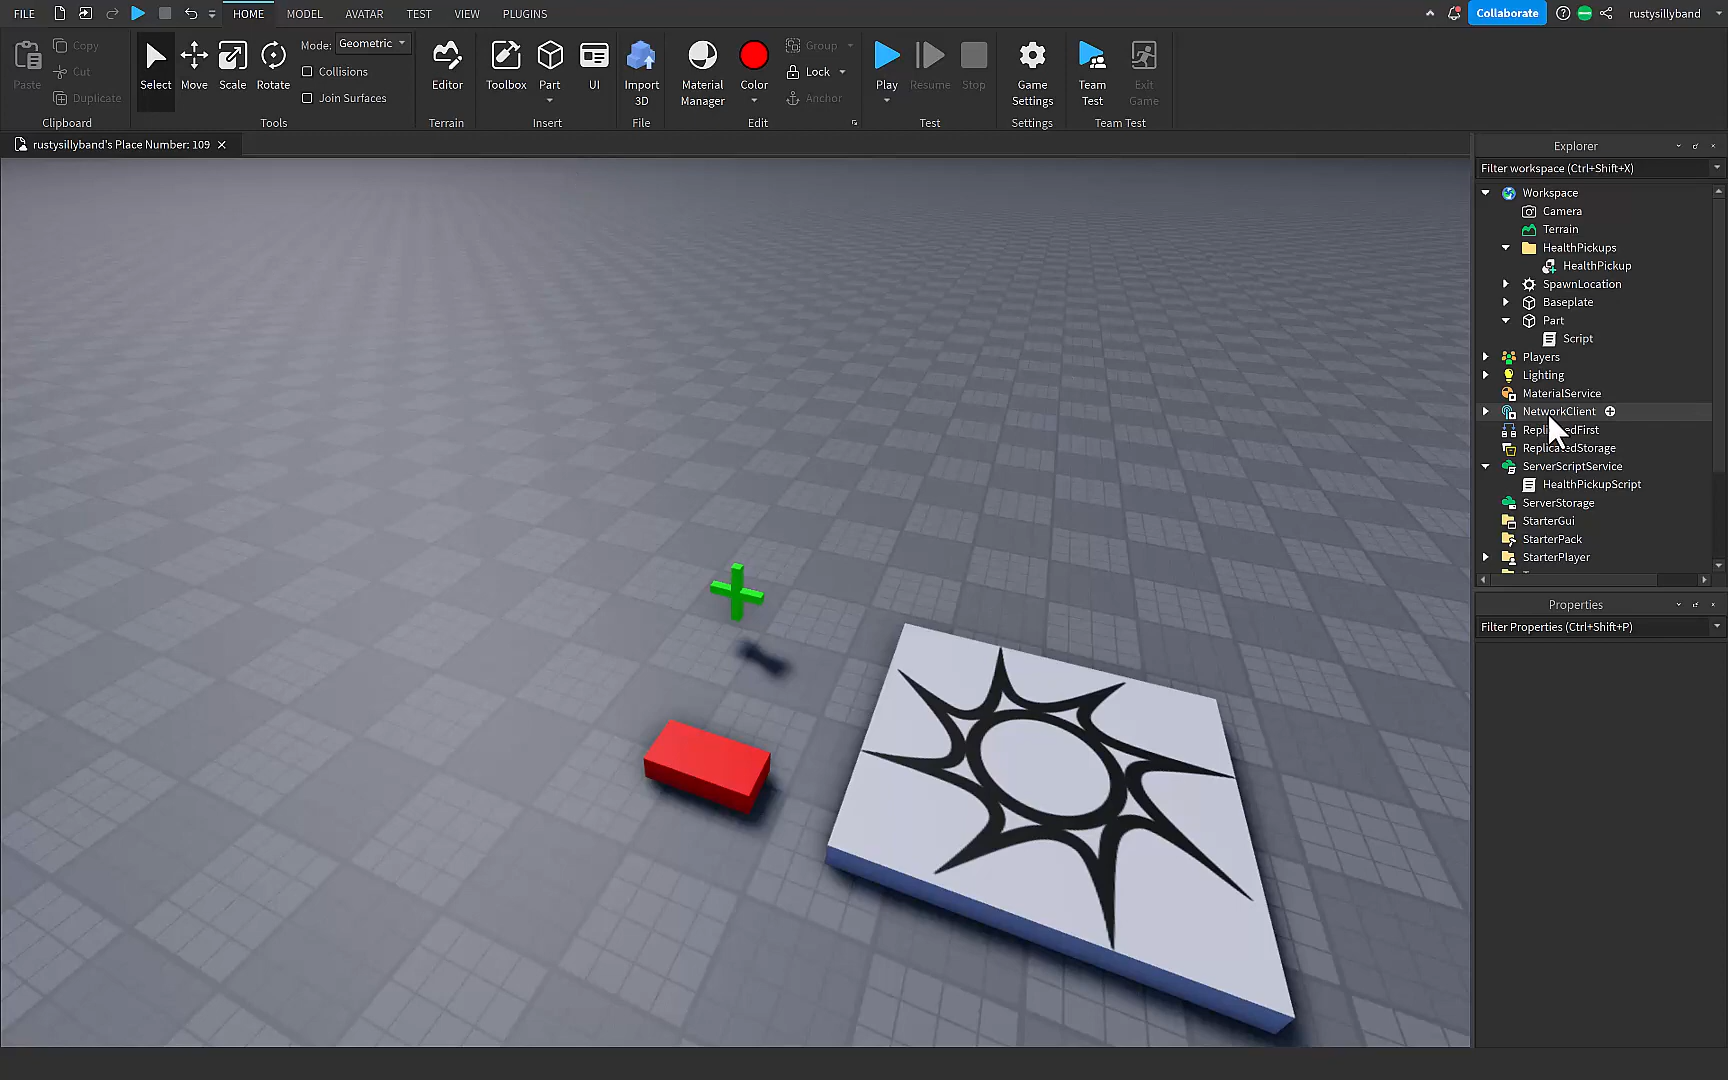 FILE HOME MODEL AVATAR TEST VIEW PLUGINS Collaborate rustysillyband
Paste Copy Cut Duplicate
Clipboard
Select Move Scale Rotate Mode: Geometric
Collisions
Join Surfaces
Tools
Editor
Terrain
Toolbox Part UI
Insert
Import
3D
File
Material
Manager
Color
Group
Lock
Anchor
Edit
Play Resume Stop
Test
Game
Settings
Settings
Team
Test
Exit
Game
Team Test
rustysillyband's Place Number: 109
Explorer
Filter workspace (Ctrl+Shift+X)
Workspace
Camera
Terrain
HealthPickups
HealthPickup
SpawnLocation
Baseplate
Part
Script
Players
Lighting
MaterialService
NetworkClient
ReplicatedFirst
ReplicatedStorage
ServerScriptService
HealthPickupScript
ServerStorage
StarterGui
StarterPack
StarterPlayer
Properties
Filter Properties (Ctrl+Shift+P)